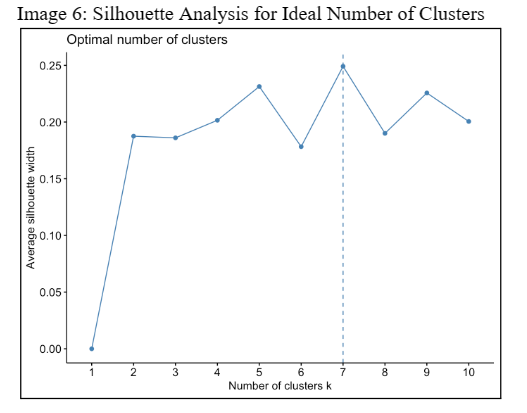 Image 6: Silhouette Analysis for Ideal Number of Clusters
Optimal number of clusters
Average silhouette width
0.25
0.20
0.15
0.10
0.05
0.00
1 2 3 4 5 6 7 8 9 10
Number of clusters k